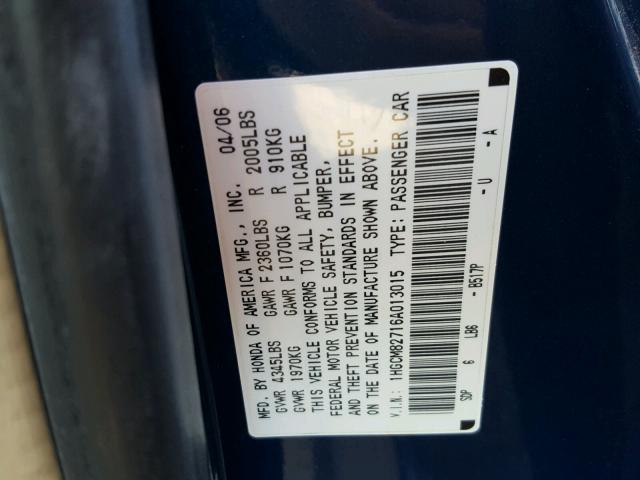 MFD. BY HONDA OF AMERICA MFG., INC. 04/06
GVWR 4345LBS GAWR F 2360LBS R 2005LBS
GVWR 1970KG GAWR F 1070KG R 910KG
THIS VEHICLE CONFORMS TO ALL APPLICABLE
FEDERAL MOTOR VEHICLE SAFETY, BUMPER,
AND THEFT PREVENTION STANDARDS IN EFFECT
ON THE DATE OF MANUFACTURE SHOWN ABOVE.
V.I.N.: 1HGCM82716A013015 TYPE: PASSENGER CAR
SDP 6 LB6 - B517P - U - A